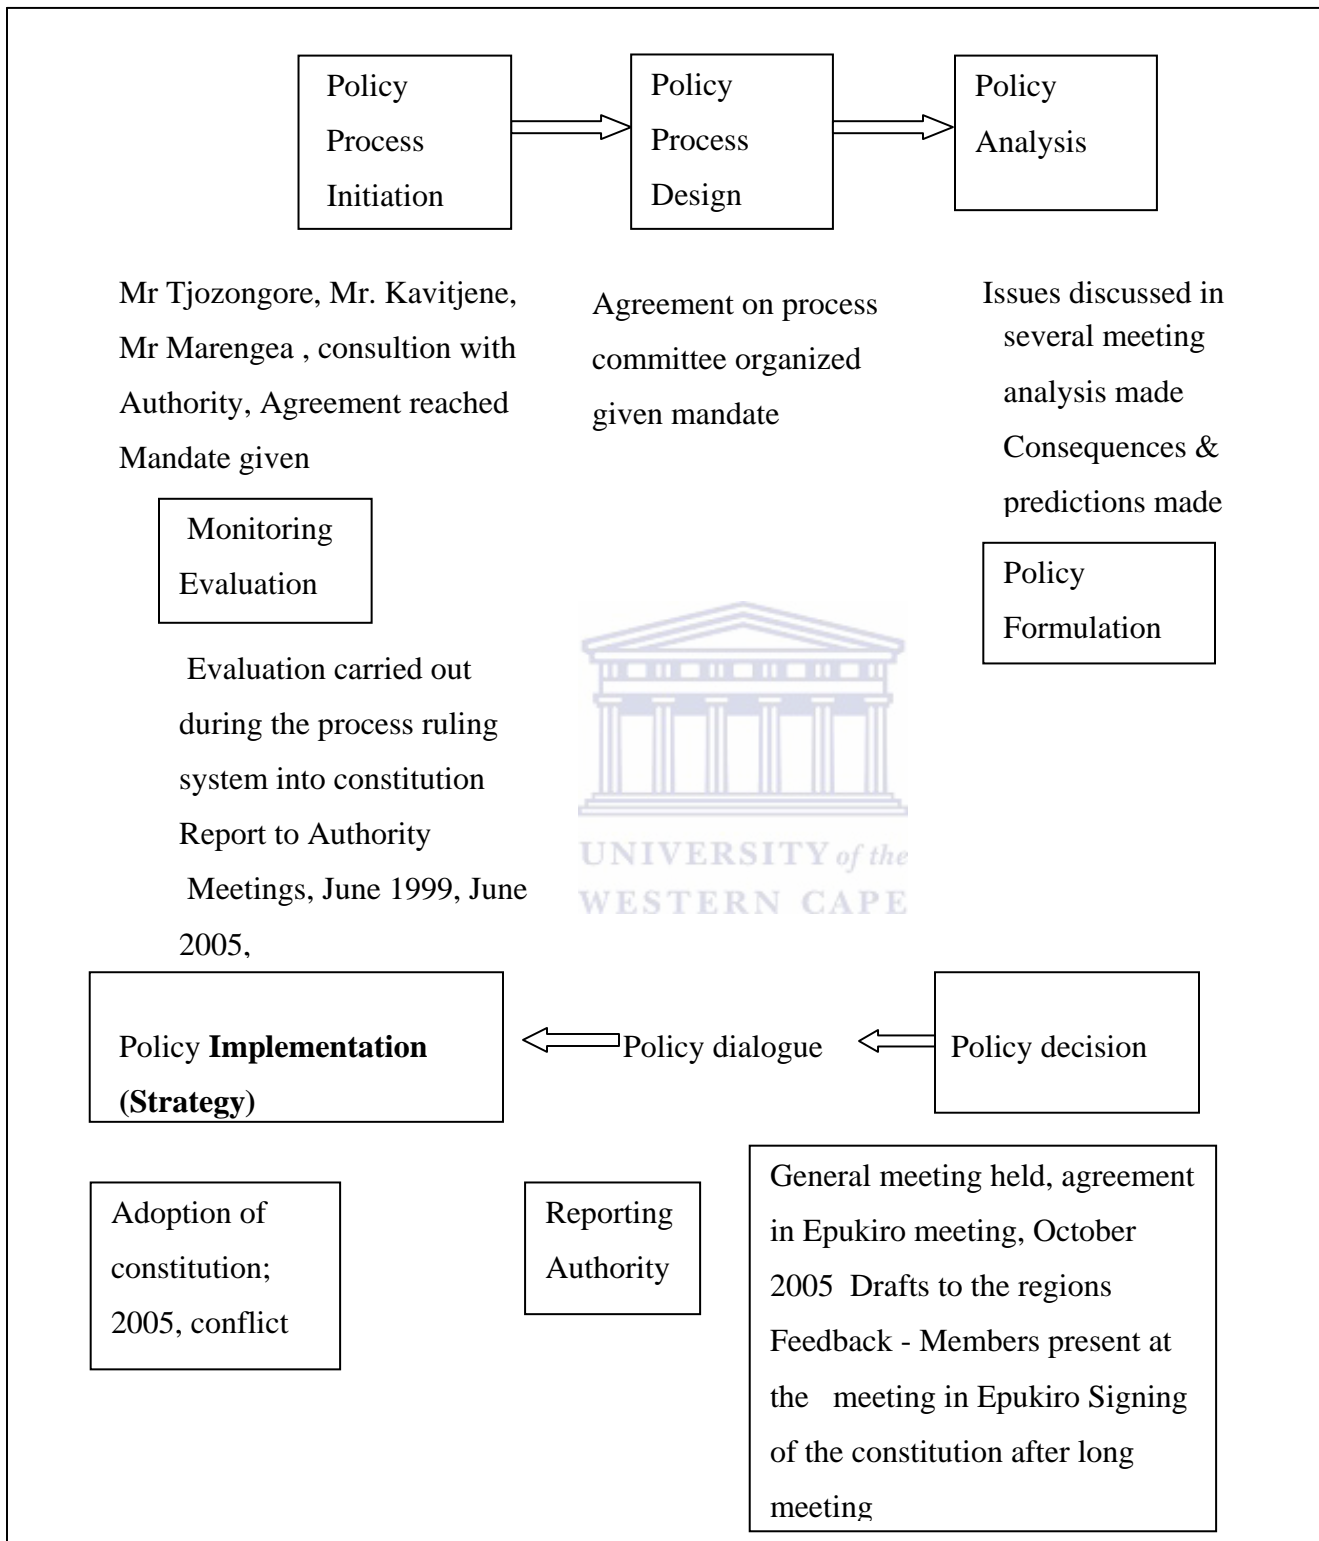 Policy
Process
Initiation
Policy
Process
Design
Policy
Analysis
Mr Tjozongore, Mr. Kavitjene,
Mr Marengea , consultion with
Authority, Agreement reached
Mandate given
Agreement on process
committee organized
given mandate
Issues discussed in
several meeting
analysis made
Consequences &
predictions made
Monitoring
Evaluation
Policy
Formulation
Evaluation carried out
during the process ruling
system into constitution
Report to Authority
Meetings, June 1999, June
2005,
UNIVERSITY of the
WESTERN CAPE
Policy Implementation
(Strategy)
Policy dialogue
Policy decision
Adoption of
constitution;
2005, conflict
Reporting
Authority
General meeting held, agreement
in Epukiro meeting, October
2005 Drafts to the regions
Feedback - Members present at
the meeting in Epukiro Signing
of the constitution after long
meeting